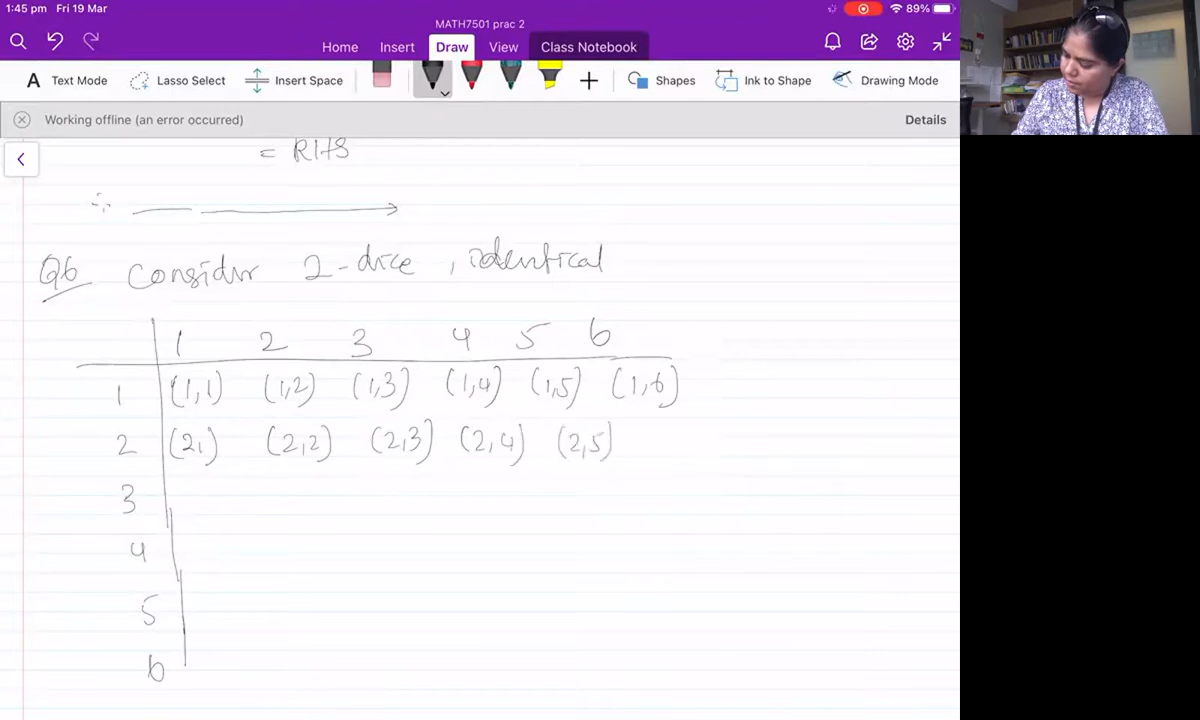 1:45 pm Fri 19 Mar
89%
MATH7501 prac 2
Home Insert Draw View Class Notebook
A Text Mode Lasso Select Insert Space Shapes Ink to Shape Drawing Mode
Working offline (an error occurred) Details
= RHS
Q6 Consider 2-dice, identical
1 2 3 4 5 6
1 (1,1) (1,2) (1,3) (1,4) (1,5) (1,6)
2 (2,) (2,2) (2,3) (2,4) (2,5)
3
4
5
6